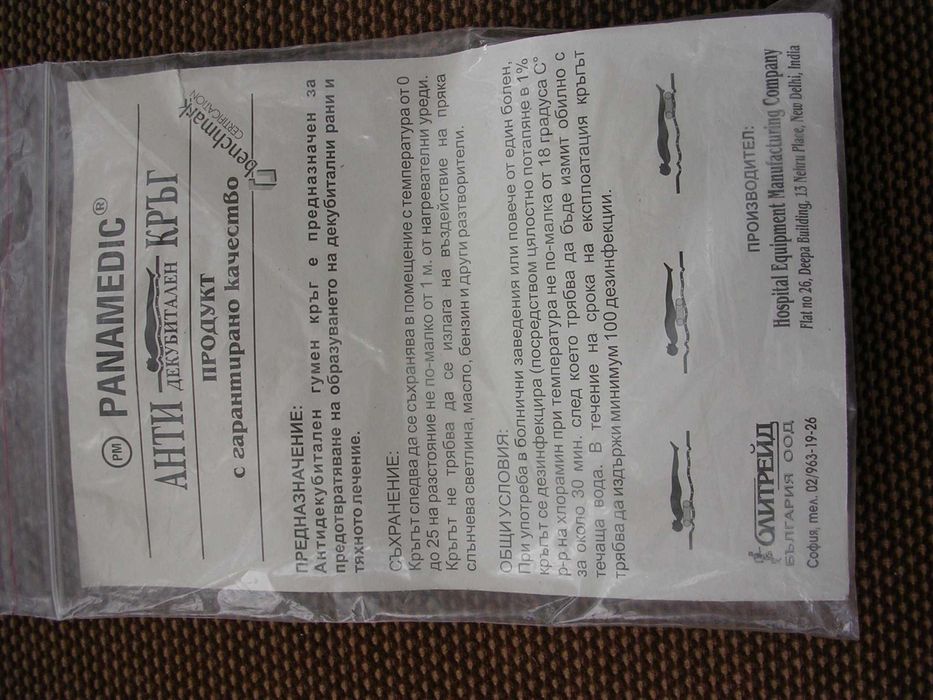 PM PANAMEDIC®
АНТИ ДЕКУБИТАЛЕН КРЪГ
ПРОДУКТ
с гарантирано качество
benchmark
CERTIFICATION
ПРЕДНАЗНАЧЕНИЕ:
Антидекубитален гумен кръг е предназначен за
предотвратяване на образуването на декубитални рани и
тяхното лечение.
СЪХРАНЕНИЕ:
Кръгът следва да се съхранява в помещение с температура от 0
до 25 на разстояние не по-малко от 1 м. от нагревателни уреди.
Кръгът не трябва да се излага на въздействие на пряка
слънчева светлина, масло, бензин и други разтворители.
ОБЩИ УСЛОВИЯ:
При употреба в болнични заведения или повече от един болен,
кръгът се дезинфекцира (посредством цялостно потапяне в 1%
р-р на хлорамин при температура не по-малка от 18 градуса С°
за около 30 мин. след което трябва да бъде измит обилно с
течаща вода. В течение на срока на експлоатация кръгът
трябва да издържи минимум 100 дезинфекции.
ОЛИТРЕЙД
БЪЛГАРИЯ ООД
София, тел. 02/963-19-26
ПРОИЗВОДИТЕЛ:
Hospital Equipment Manufacturing Company
Flat no 26, Deepa Building, 13 Nehru Place, New Delhi, India